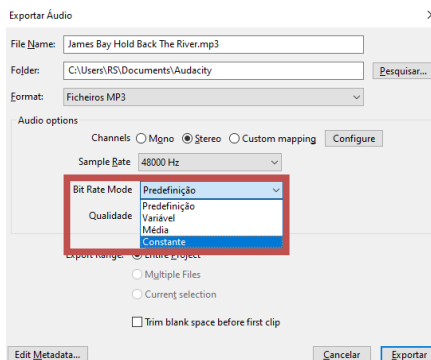 Exportar Áudio
File Name: James Bay Hold Back The River.mp3
Folder: C:\Users\RS\Documents\Audacity Pesquisar...
Format: Ficheiros MP3
Audio options
Channels Mono Stereo Custom mapping Configure
Sample Rate 48000 Hz
Bit Rate Mode Predefinição
Predefinição
Qualidade Variável
Média
Constante
Export Range: Entire Project
Multiple Files
Current selection
Trim blank space before first clip
Edit Metadata... Cancelar Exportar